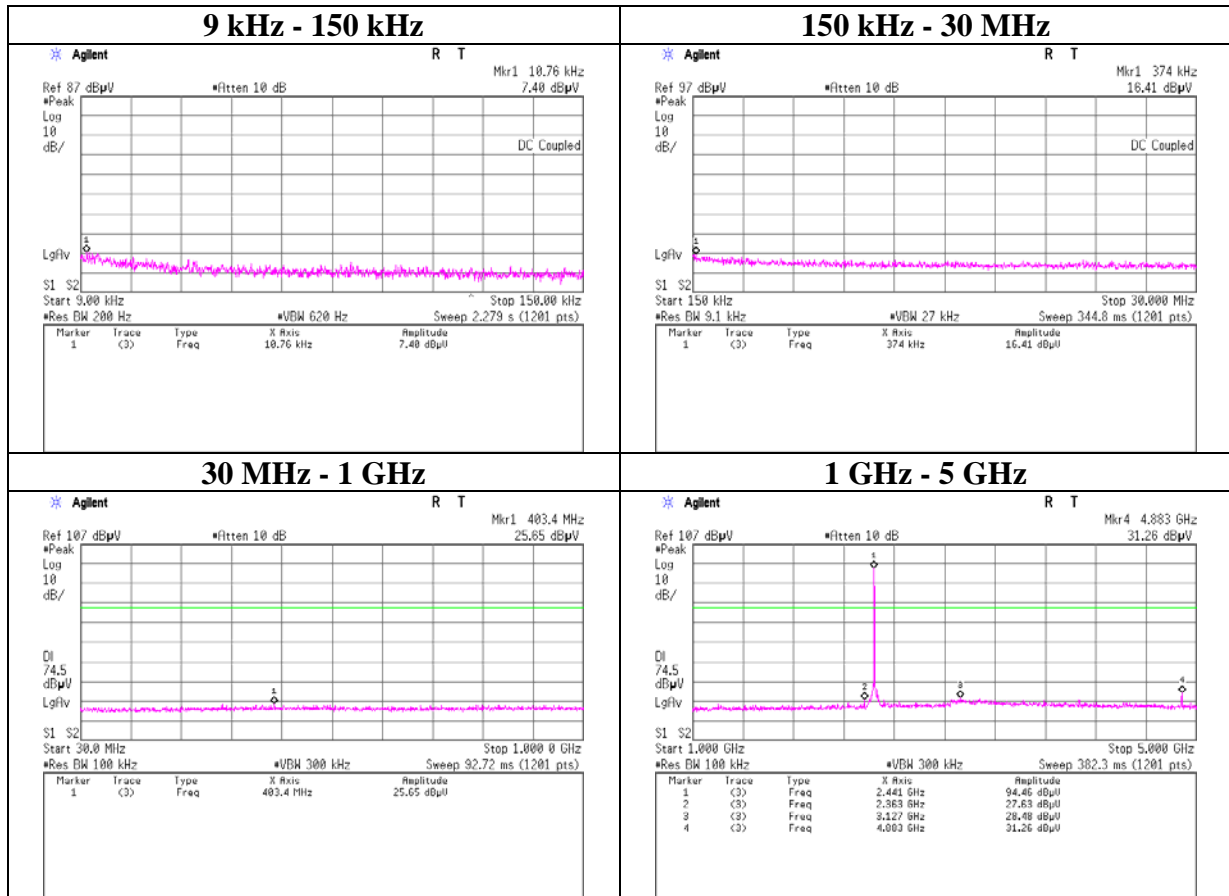 9 kHz - 150 kHz
Agilent R T
Mkr1 10.76 kHz
Ref 87 dBµV #Atten 10 dB 7.40 dBµV
#Peak
Log
10
dB/
DC Coupled
1
LgAv
S1 S2
Start 9.00 kHz ^ Stop 150.00 kHz
#Res BW 200 Hz #VBW 620 Hz Sweep 2.279 s (1201 pts)
Marker Trace Type X Axis Amplitude
1 (3) Freq 10.76 kHz 7.40 dBµV
150 kHz - 30 MHz
Agilent R T
Mkr1 374 kHz
Ref 97 dBµV #Atten 10 dB 16.41 dBµV
#Peak
Log
10
dB/
DC Coupled
1
LgAv
S1 S2
Start 150 kHz Stop 30.000 MHz
#Res BW 9.1 kHz #VBW 27 kHz Sweep 344.8 ms (1201 pts)
Marker Trace Type X Axis Amplitude
1 (3) Freq 374 kHz 16.41 dBµV
30 MHz - 1 GHz
Agilent R T
Mkr1 403.4 MHz
Ref 107 dBµV #Atten 10 dB 25.65 dBµV
#Peak
Log
10
dB/
DI
74.5
dBµV
1
LgAv
S1 S2
Start 30.0 MHz Stop 1.000 0 GHz
#Res BW 100 kHz #VBW 300 kHz Sweep 92.72 ms (1201 pts)
Marker Trace Type X Axis Amplitude
1 (3) Freq 403.4 MHz 25.65 dBµV
1 GHz - 5 GHz
Agilent R T
Mkr4 4.883 GHz
Ref 107 dBµV #Atten 10 dB 31.26 dBµV
#Peak
1
Log
10
dB/
DI
74.5
dBµV
2 3 4
LgAv
S1 S2
Start 1.000 GHz Stop 5.000 GHz
#Res BW 100 kHz #VBW 300 kHz Sweep 382.3 ms (1201 pts)
Marker Trace Type X Axis Amplitude
1 (3) Freq 2.441 GHz 94.46 dBµV
2 (3) Freq 2.363 GHz 27.63 dBµV
3 (3) Freq 3.127 GHz 28.48 dBµV
4 (3) Freq 4.883 GHz 31.26 dBµV